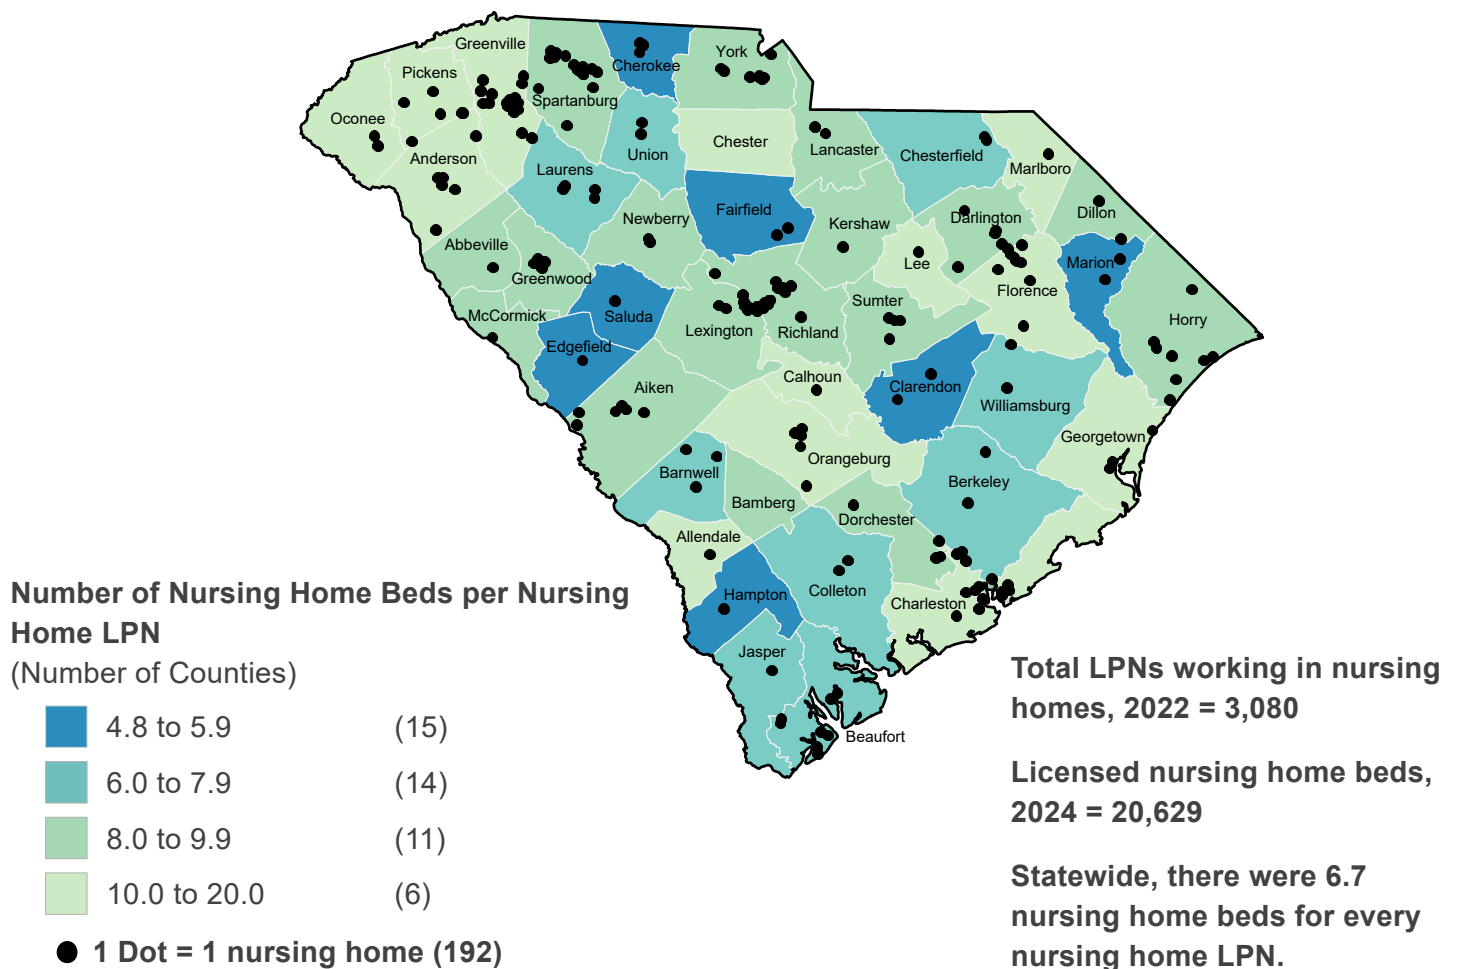 Greenville
York
Cherokee
Pickens
Spartanburg
Oconee
Chester
Lancaster
Union
Chesterfield
Anderson
Marlboro
Laurens
Fairfield
Dillon
Newberry
Darlington
Kershaw
Abbeville
Lee
Marion
Greenwood
Florence
Sumter
McCormick
Saluda
Horry
Lexington
Richland
Edgefield
Calhoun
Aiken
Clarendon
Williamsburg
Georgetown
Orangeburg
Barnwell
Berkeley
Bamberg
Dorchester
Allendale
Colleton
Hampton
Charleston
Jasper
Beaufort
Number of Nursing Home Beds per Nursing
Home LPN
(Number of Counties)
4.8 to 5.9 (15)
6.0 to 7.9 (14)
8.0 to 9.9 (11)
10.0 to 20.0 (6)
1 Dot = 1 nursing home (192)
Total LPNs working in nursing
homes, 2022 = 3,080
Licensed nursing home beds,
2024 = 20,629
Statewide, there were 6.7
nursing home beds for every
nursing home LPN.